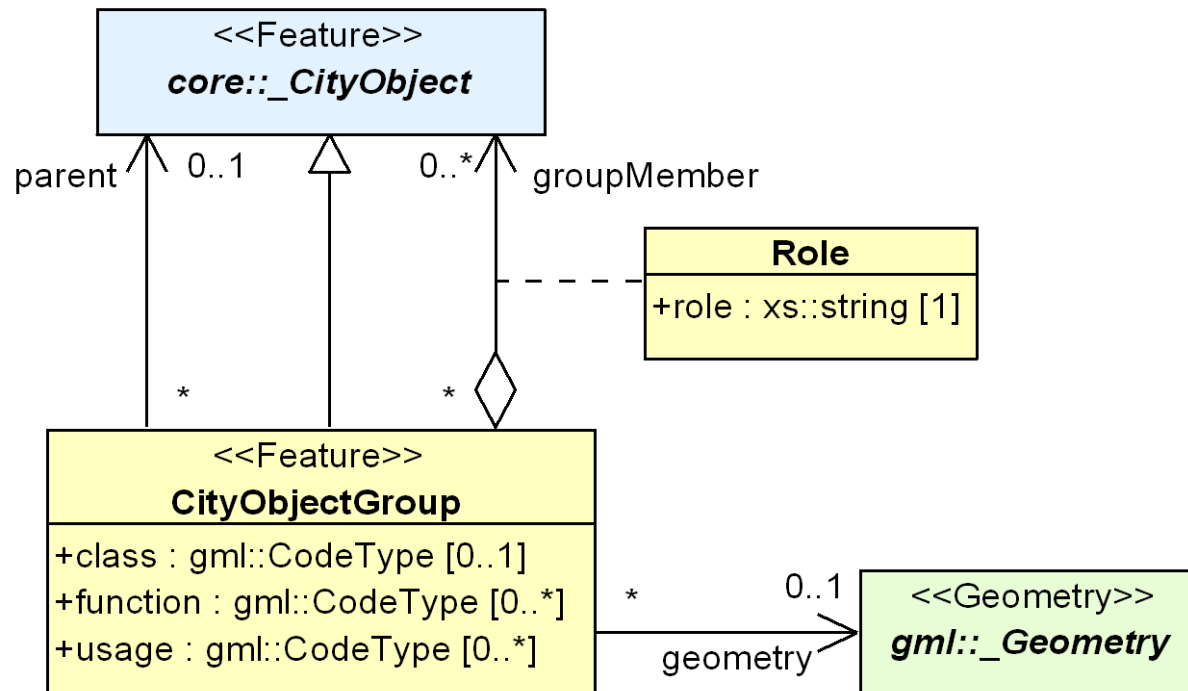 <<Feature>>
core::_CityObject
parent
0..1
0..*
groupMember
Role
+role : xs::string [1]
*
*
<<Feature>>
CityObjectGroup
+class : gml::CodeType [0..1]
+function : gml::CodeType [0..*]
+usage : gml::CodeType [0..*]
*
0..1
geometry
<<Geometry>>
gml::_Geometry